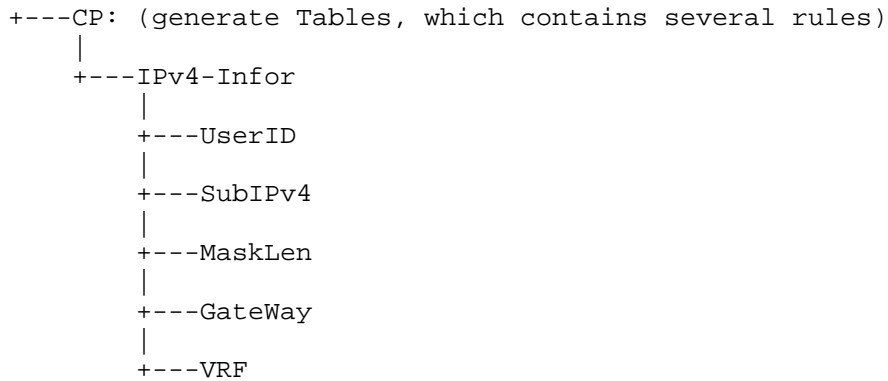 +---CP: (generate Tables, which contains several rules)
    |
    +---IPv4-Infor
        |
        +---UserID
        |
        +---SubIPv4
        |
        +---MaskLen
        |
        +---GateWay
        |
        +---VRF